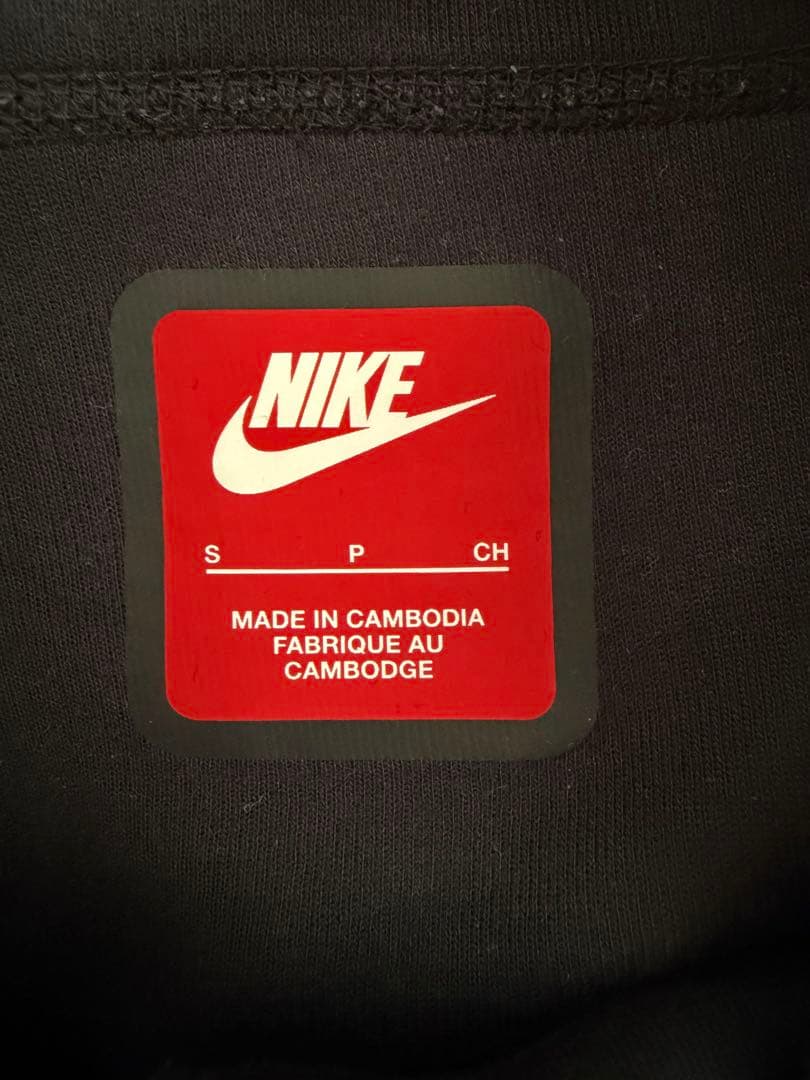 NIKE
S P CH
MADE IN CAMBODIA
FABRIQUE AU
CAMBODGE